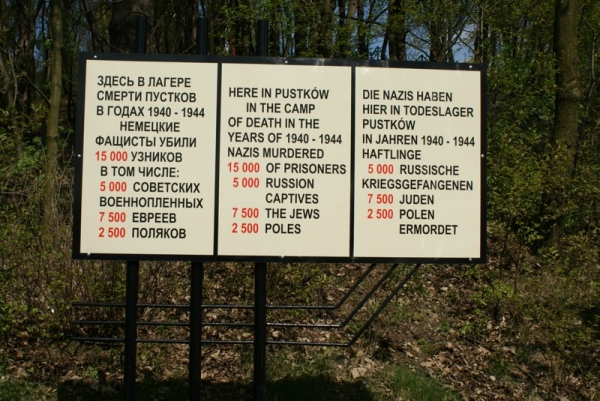 ЗДЕСЬ В ЛАГЕРЕ
СМЕРТИ ПУСТКОВ
В ГОДАХ 1940 - 1944
НЕМЕЦКИЕ
ФАЩИСТЫ УБИЛИ
15 000 УЗНИКОВ
В ТОМ ЧИСЛЕ:
5 000 СОВЕТСКИХ
ВОЕННОПЛЕННЫХ
7 500 ЕВРЕЕВ
2 500 ПОЛЯКОВ
HERE IN PUSTKÓW
IN THE CAMP
OF DEATH IN THE
YEARS OF 1940 - 1944
NAZIS MURDERED
15 000 OF PRISONERS
5 000 RUSSION
CAPTIVES
7 500 THE JEWS
2 500 POLES
DIE NAZIS HABEN
HIER IN TODESLAGER
PUSTKÓW
IN JAHREN 1940 - 1944
HAFTLINGE
5 000 RUSSISCHE
KRIEGSGEFANGENEN
7 500 JUDEN
2 500 POLEN
ERMORDET